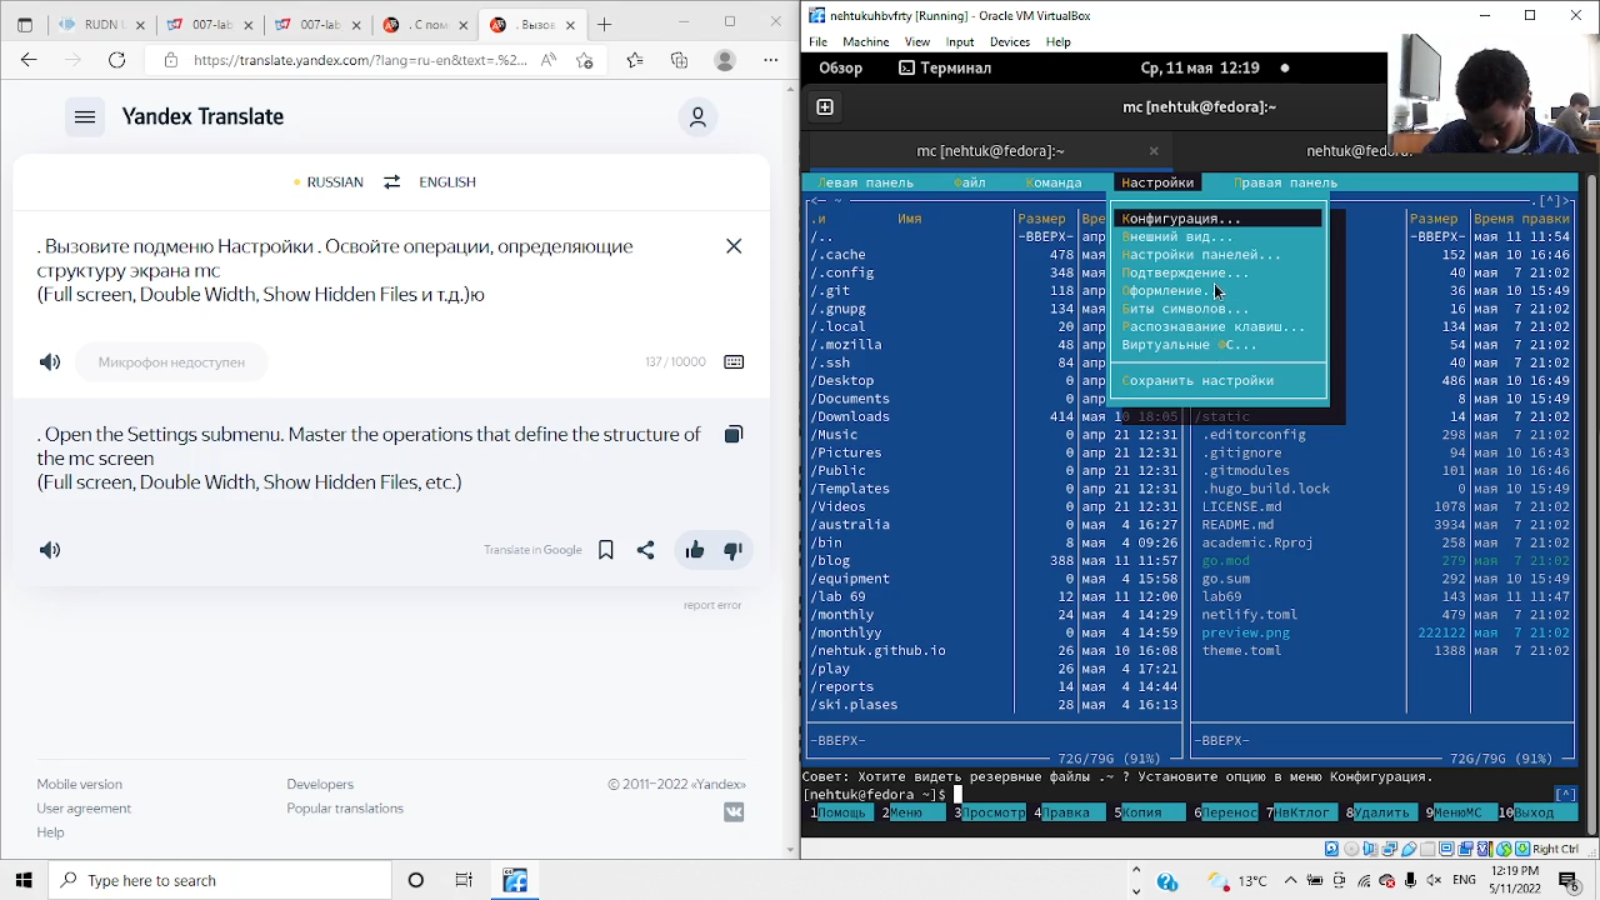 RUDN L
007-lab
007-lab
. С пом
. Вызов
https://translate.yandex.com/?lang=ru-en&text=.%2...
Yandex Translate
RUSSIAN
ENGLISH
. Вызовите подменю Настройки . Освойте операции, определяющие
структуру экрана mc
(Full screen, Double Width, Show Hidden Files и т.д.)ю
Микрофон недоступен
137 / 10000
. Open the Settings submenu. Master the operations that define the structure of
the mc screen
(Full screen, Double Width, Show Hidden Files, etc.)
Translate in Google
report error
Mobile version
Developers
© 2011–2022 «Yandex»
User agreement
Popular translations
Help
nehtukuhbvfrty [Running] - Oracle VM VirtualBox
File Machine View Input Devices Help
Обзор
Терминал
Ср, 11 мая 12:19
mc [nehtuk@fedora]:~
mc [nehtuk@fedora]:~
nehtuk@fedora:
Левая панель Файл Команда Настройки Правая панель
<— ~
.[^]>
.и Имя Размер Вре
Размер Время правки
/.. -ВВЕРХ- апр
-ВВЕРХ- мая 11 11:54
/.cache 478 мая
152 мая 10 16:46
/.config 348 мая
40 мая 7 21:02
/.git 118 апр
36 мая 10 15:49
/.gnupg 134 мая
16 мая 7 21:02
/.local 20 апр
134 мая 7 21:02
/.mozilla 48 апр
54 мая 7 21:02
/.ssh 84 апр
40 мая 7 21:02
/Desktop 0 апр
486 мая 10 16:49
/Documents 0 апр
8 мая 10 15:49
/Downloads 414 мая 10 18:05
/static 14 мая 7 21:02
/Music 0 апр 21 12:31
.editorconfig 298 мая 7 21:02
/Pictures 0 апр 21 12:31
.gitignore 94 мая 10 16:43
/Public 0 апр 21 12:31
.gitmodules 101 мая 10 16:46
/Templates 0 апр 21 12:31
.hugo_build.lock 0 мая 10 15:49
/Videos 0 апр 21 12:31
LICENSE.md 1078 мая 7 21:02
/australia 0 мая 4 16:27
README.md 3934 мая 7 21:02
/bin 8 мая 4 09:26
academic.Rproj 258 мая 7 21:02
/blog 388 мая 11 11:57
go.mod 279 мая 7 21:02
/equipment 0 мая 4 15:58
go.sum 292 мая 10 15:49
/lab 69 12 мая 11 12:00
lab69 143 мая 11 11:47
/monthly 24 мая 4 14:29
netlify.toml 479 мая 7 21:02
/monthlyy 0 мая 4 14:59
preview.png 222122 мая 7 21:02
/nehtuk.github.io 26 мая 10 16:08
theme.toml 1388 мая 7 21:02
/play 26 мая 4 17:21
/reports 14 мая 4 14:44
/ski.plases 28 мая 4 16:13
Конфигурация...
Внешний вид...
Настройки панелей...
Подтверждение...
Оформление.
Биты символов...
Распознавание клавиш...
Виртуальные ФС...
Сохранить настройки
-ВВЕРХ-
-ВВЕРХ-
72G/79G (91%)
72G/79G (91%)
Совет: Хотите видеть резервные файлы .~ ? Установите опцию в меню Конфигурация.
[nehtuk@fedora ~]$
[^]
1Помощь 2Меню 3Просмотр 4Правка 5Копия 6Перенос 7НвКтлог 8Удалить 9МенюМС 10Выход
Right Ctrl
Type here to search
13°C
ENG
12:19 PM
5/11/2022
6